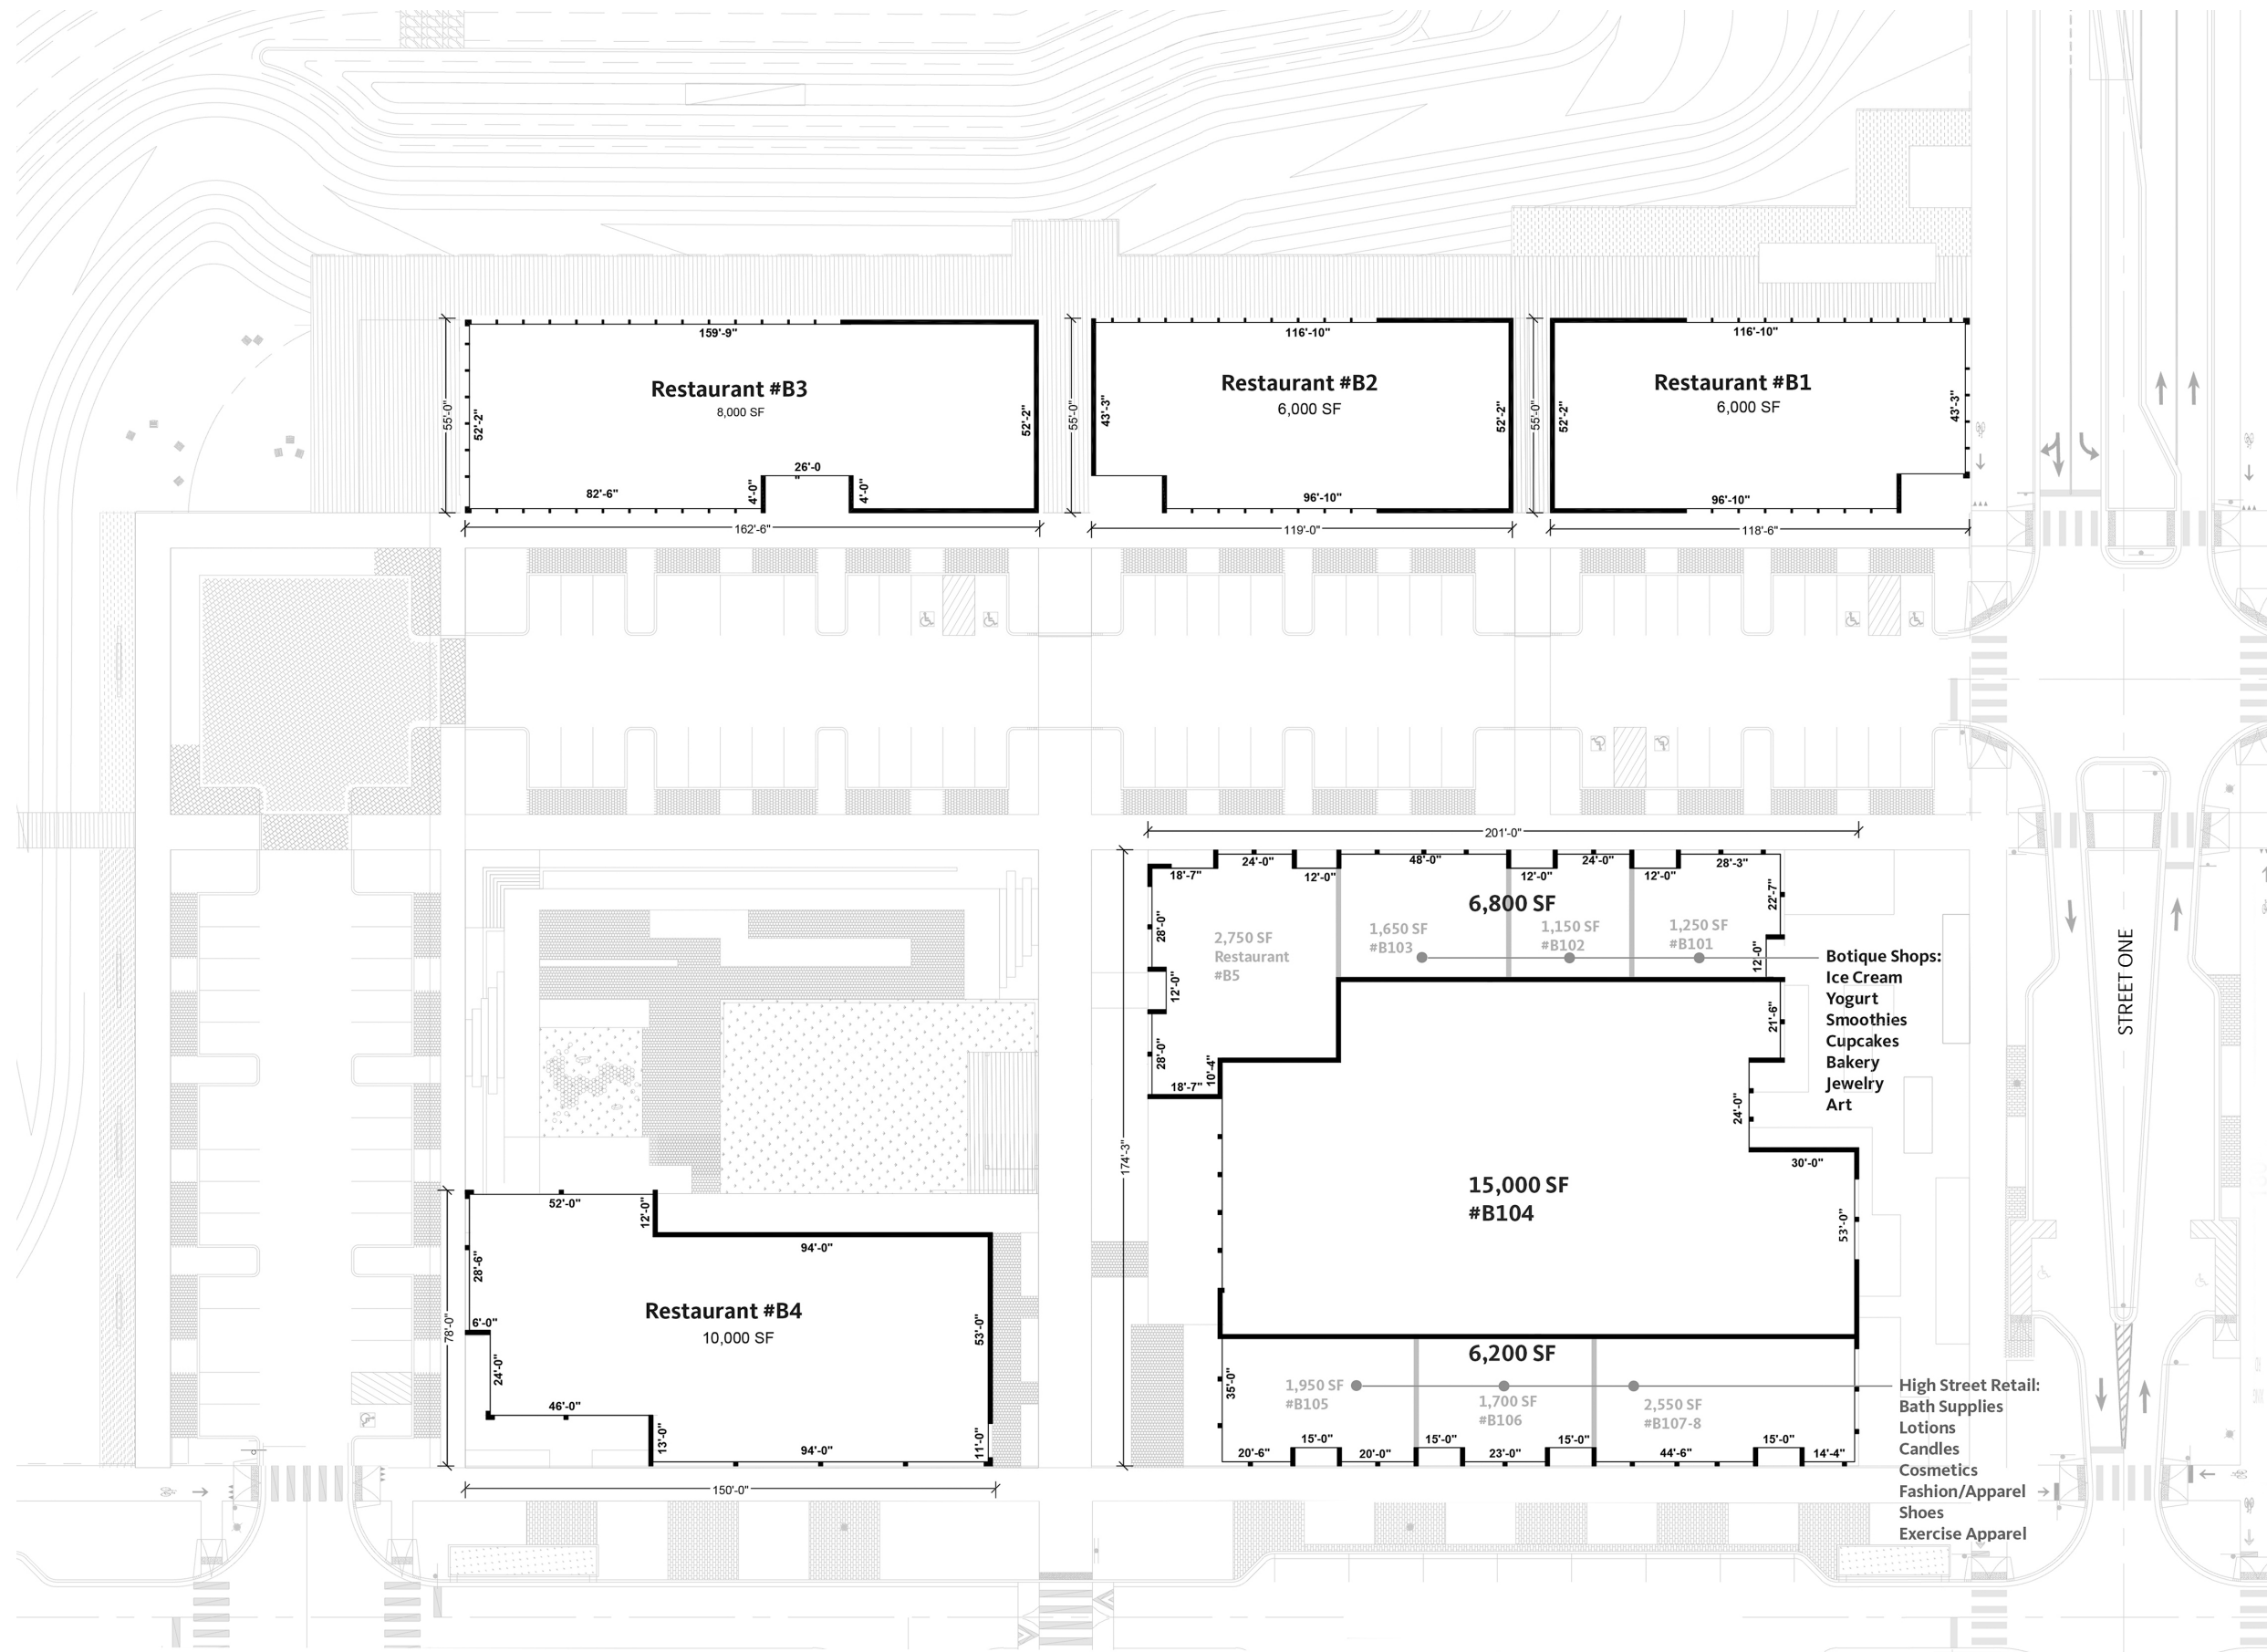 159'-9"
Restaurant #B3
8,000 SF
55'-0"
52'-2"
52'-2"
26'-0
"
4'-0"
4'-0"
82'-6"
162'-6"
116'-10"
Restaurant #B2
6,000 SF
55'-0"
43'-3"
52'-2"
96'-10"
119'-0"
116'-10"
Restaurant #B1
6,000 SF
55'-0"
52'-2"
43'-3"
96'-10"
118'-6"
201'-0"
174'-3"
18'-7"
24'-0"
12'-0"
48'-0"
12'-0"
24'-0"
12'-0"
28'-3"
22'-7"
12'-0"
28'-0"
12'-0"
28'-0"
18'-7"
10'-4"
6,800 SF
2,750 SF
Restaurant
#B5
1,650 SF
#B103
1,150 SF
#B102
1,250 SF
#B101
Botique Shops:
Ice Cream
Yogurt
Smoothies
Cupcakes
Bakery
Jewelry
Art
STREET ONE
21'-6"
24'-0"
30'-0"
53'-0"
15,000 SF
#B104
6,200 SF
35'-0"
1,950 SF
#B105
1,700 SF
#B106
2,550 SF
#B107-8
20'-6"
15'-0"
20'-0"
15'-0"
23'-0"
15'-0"
44'-6"
15'-0"
14'-4"
High Street Retail:
Bath Supplies
Lotions
Candles
Cosmetics
Fashion/Apparel
Shoes
Exercise Apparel
52'-0"
12'-0"
94'-0"
28'-6"
78'-0"
6'-0"
24'-0"
46'-0"
13'-0"
94'-0"
53'-0"
11'-0"
Restaurant #B4
10,000 SF
150'-0"